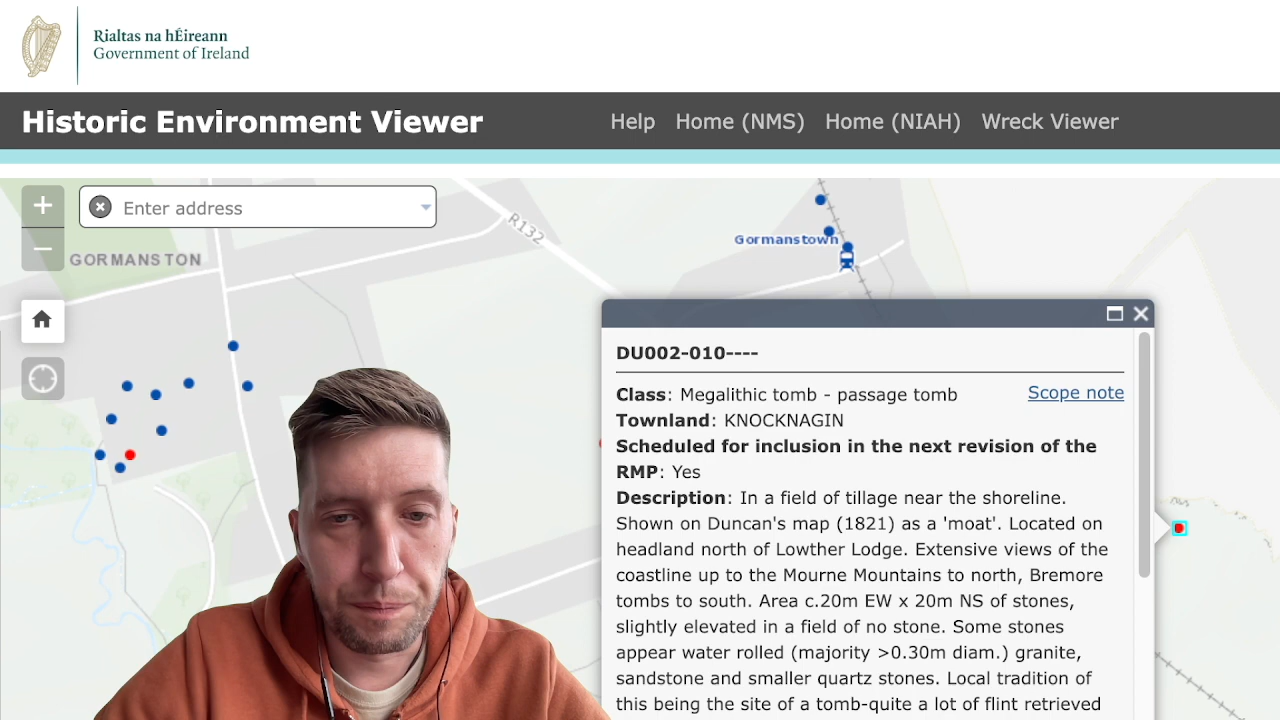 Rialtas na hÉireann
Government of Ireland
Historic Environment Viewer
Help Home (NMS) Home (NIAH) Wreck Viewer
+
Enter address
−
R132
Gormanstown
GORMANSTON
DU002-010----
Class: Megalithic tomb - passage tomb
Scope note
Townland: KNOCKNAGIN
Scheduled for inclusion in the next revision of the
RMP: Yes
Description: In a field of tillage near the shoreline.
Shown on Duncan's map (1821) as a 'moat'. Located on
headland north of Lowther Lodge. Extensive views of the
coastline up to the Mourne Mountains to north, Bremore
tombs to south. Area c.20m EW x 20m NS of stones,
slightly elevated in a field of no stone. Some stones
appear water rolled (majority >0.30m diam.) granite,
sandstone and smaller quartz stones. Local tradition of
this being the site of a tomb-quite a lot of flint retrieved